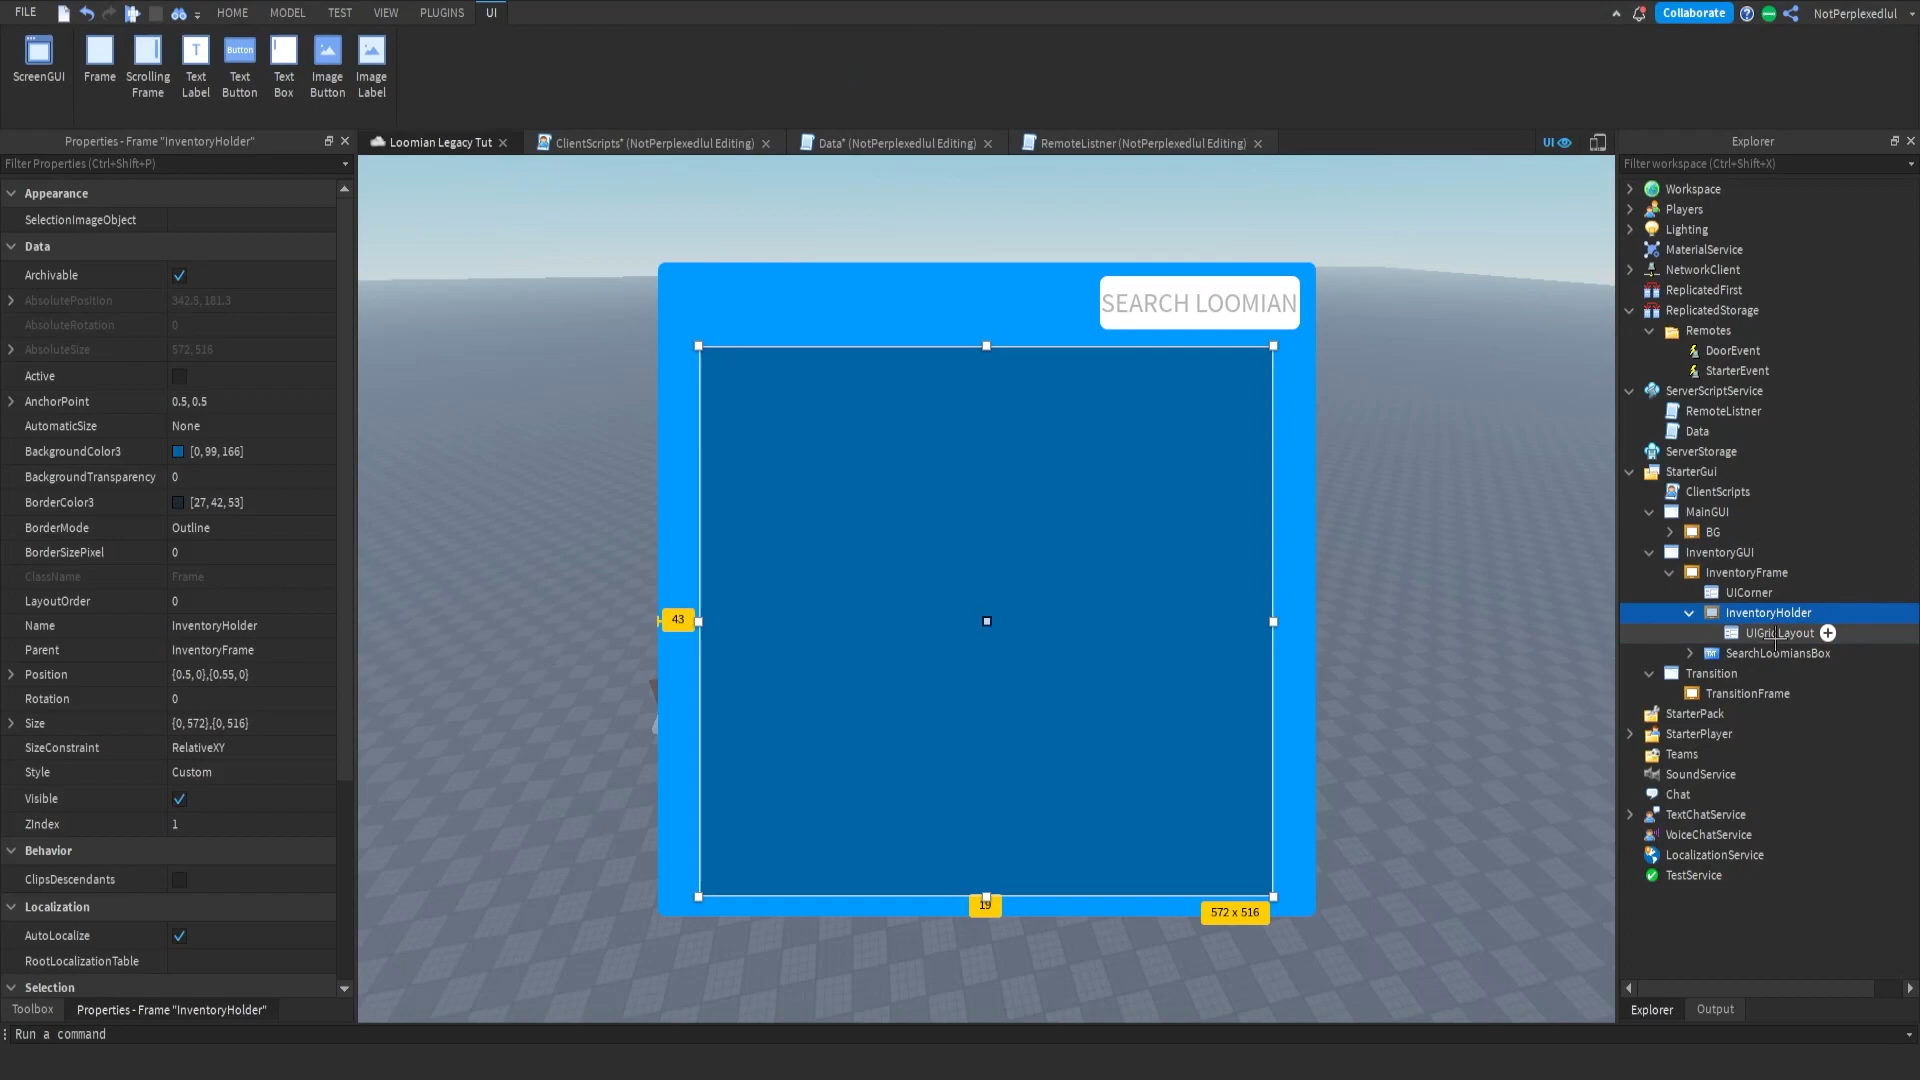 FILE
HOME
MODEL
TEST
VIEW
PLUGINS
UI
Collaborate
NotPerplexedlul
ScreenGUI
Frame
Scrolling Frame
T
Text Label
Button
Text Button
Text Box
Image Button
Image Label
Properties - Frame "InventoryHolder"
Loomian Legacy Tut
ClientScripts* (NotPerplexedlul Editing)
Data* (NotPerplexedlul Editing)
RemoteListner (NotPerplexedlul Editing)
UI
Explorer
Filter Properties (Ctrl+Shift+P)
Filter workspace (Ctrl+Shift+X)
Appearance
SelectionImageObject
Data
Archivable
AbsolutePosition 342.5, 181.3
AbsoluteRotation 0
AbsoluteSize 572, 516
Active
AnchorPoint 0.5, 0.5
AutomaticSize None
BackgroundColor3 [0, 99, 166]
BackgroundTransparency 0
BorderColor3 [27, 42, 53]
BorderMode Outline
BorderSizePixel 0
ClassName Frame
LayoutOrder 0
Name InventoryHolder
Parent InventoryFrame
Position {0.5, 0},{0.55, 0}
Rotation 0
Size {0, 572},{0, 516}
SizeConstraint RelativeXY
Style Custom
Visible
ZIndex 1
Behavior
ClipsDescendants
Localization
AutoLocalize
RootLocalizationTable
Selection
Toolbox
Properties - Frame "InventoryHolder"
Run a command
SEARCH LOOMIAN
43
19
572 x 516
Workspace
Players
Lighting
MaterialService
NetworkClient
ReplicatedFirst
ReplicatedStorage
Remotes
DoorEvent
StarterEvent
ServerScriptService
RemoteListner
Data
ServerStorage
StarterGui
ClientScripts
MainGUI
BG
InventoryGUI
InventoryFrame
UICorner
InventoryHolder
UIGridLayout
SearchLoomiansBox
Transition
TransitionFrame
StarterPack
StarterPlayer
Teams
SoundService
Chat
TextChatService
VoiceChatService
LocalizationService
TestService
Explorer
Output